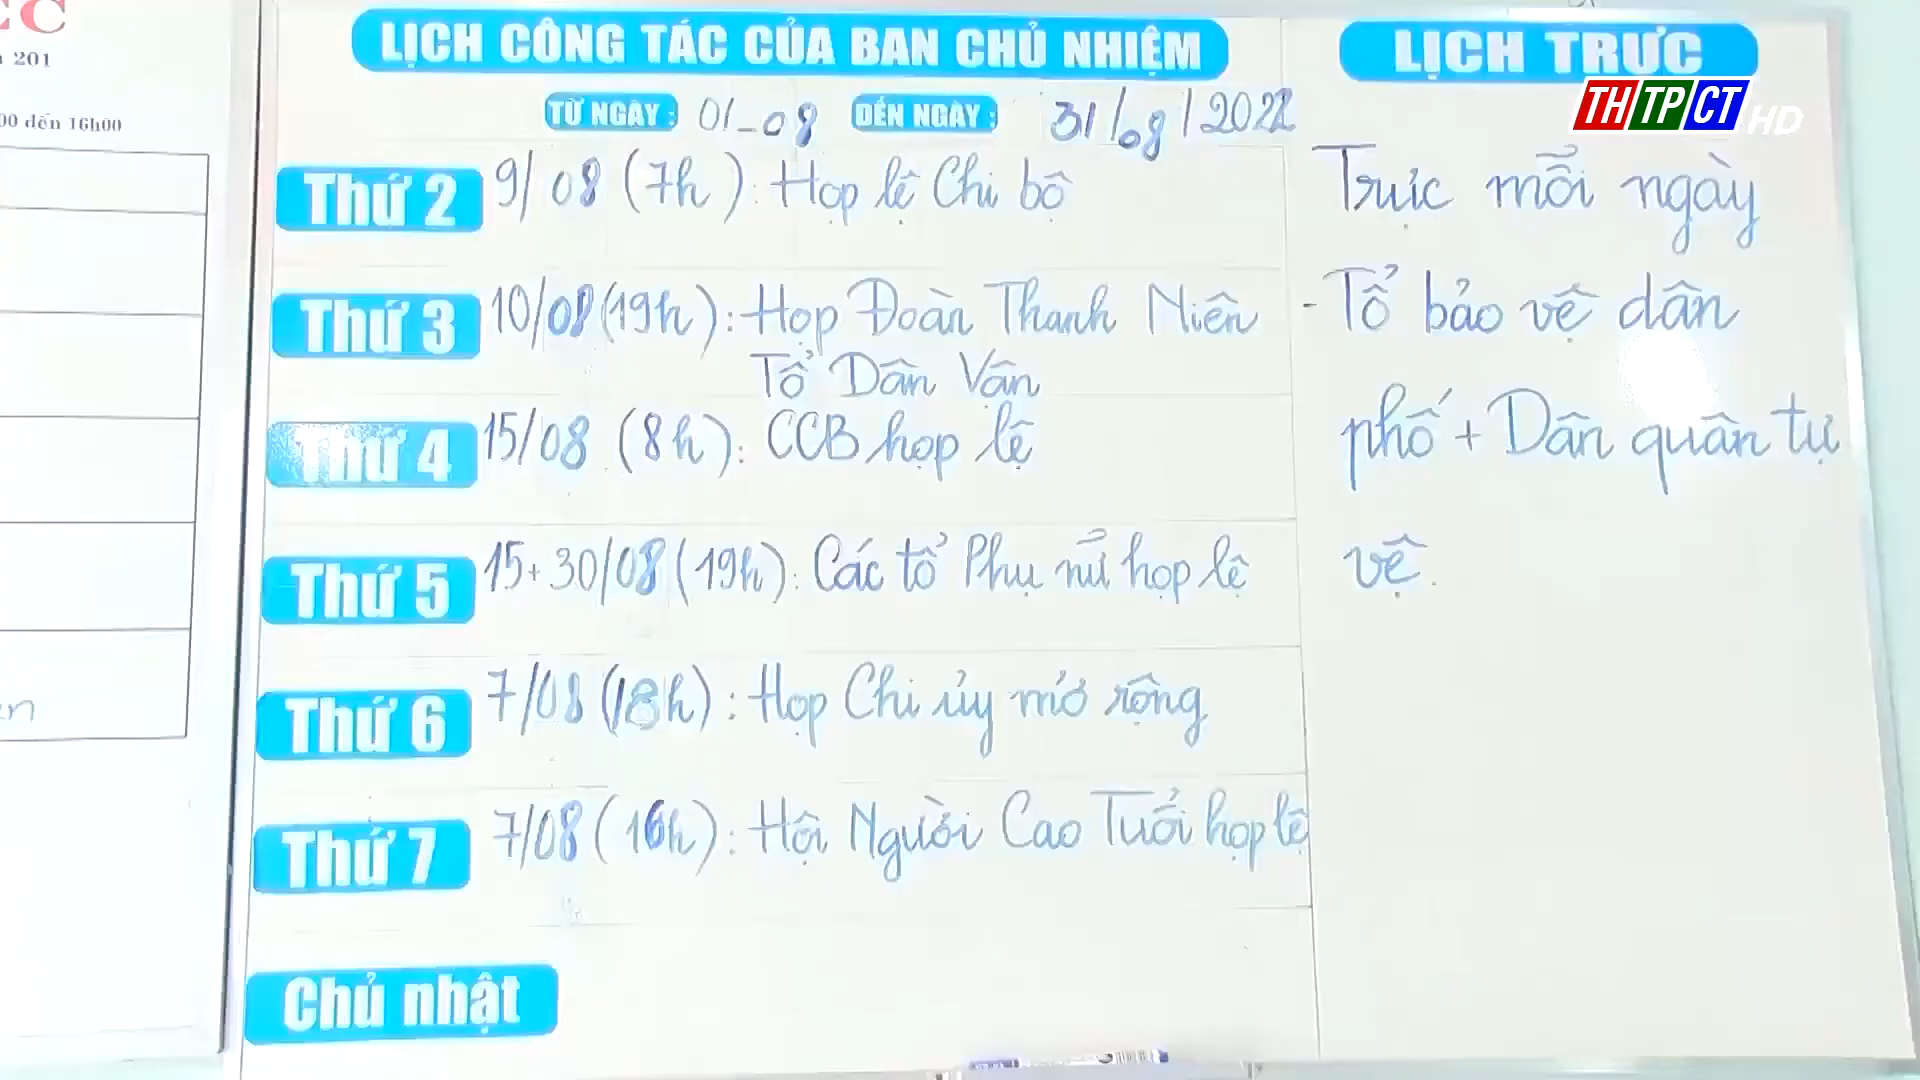 201
00 đến 16h00
LỊCH CÔNG TÁC CỦA BAN CHỦ NHIỆM
TỪ NGÀY : 01-08 ĐẾN NGÀY : 31/08/2022
Thứ 2 9/08 (7h): Họp lệ Chi bộ
Thứ 3 10/08 (19h): Họp Đoàn Thanh Niên
Tổ Dân Vận
Thứ 4 15/08 (8h): CCB họp lệ
Thứ 5 15+30/08 (19h): Các tổ Phụ nữ họp lệ
Thứ 6 7/08 (18h): Họp Chi ủy mở rộng
Thứ 7 7/08 (16h): Hội Người Cao Tuổi họp lệ
Chủ nhật
LỊCH TRỰC
THTPCT HD
Trực mỗi ngày
- Tổ bảo vệ dân
phố + Dân quân tự
vệ.